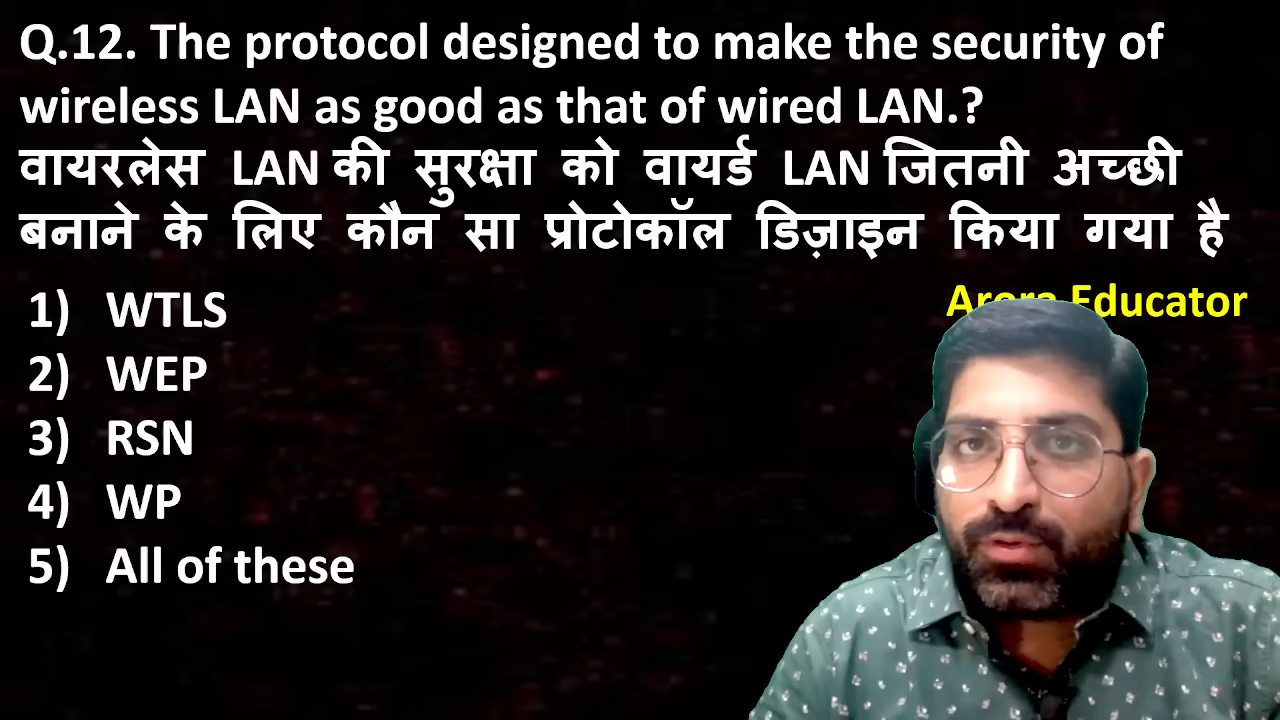 Q.12. The protocol designed to make the security of
wireless LAN as good as that of wired LAN.?
वायरलेस LAN की सुरक्षा को वायर्ड LAN जितनी अच्छी
बनाने के लिए कौन सा प्रोटोकॉल डिज़ाइन किया गया है
Arora Educator
1) WTLS
2) WEP
3) RSN
4) WP
5) All of these